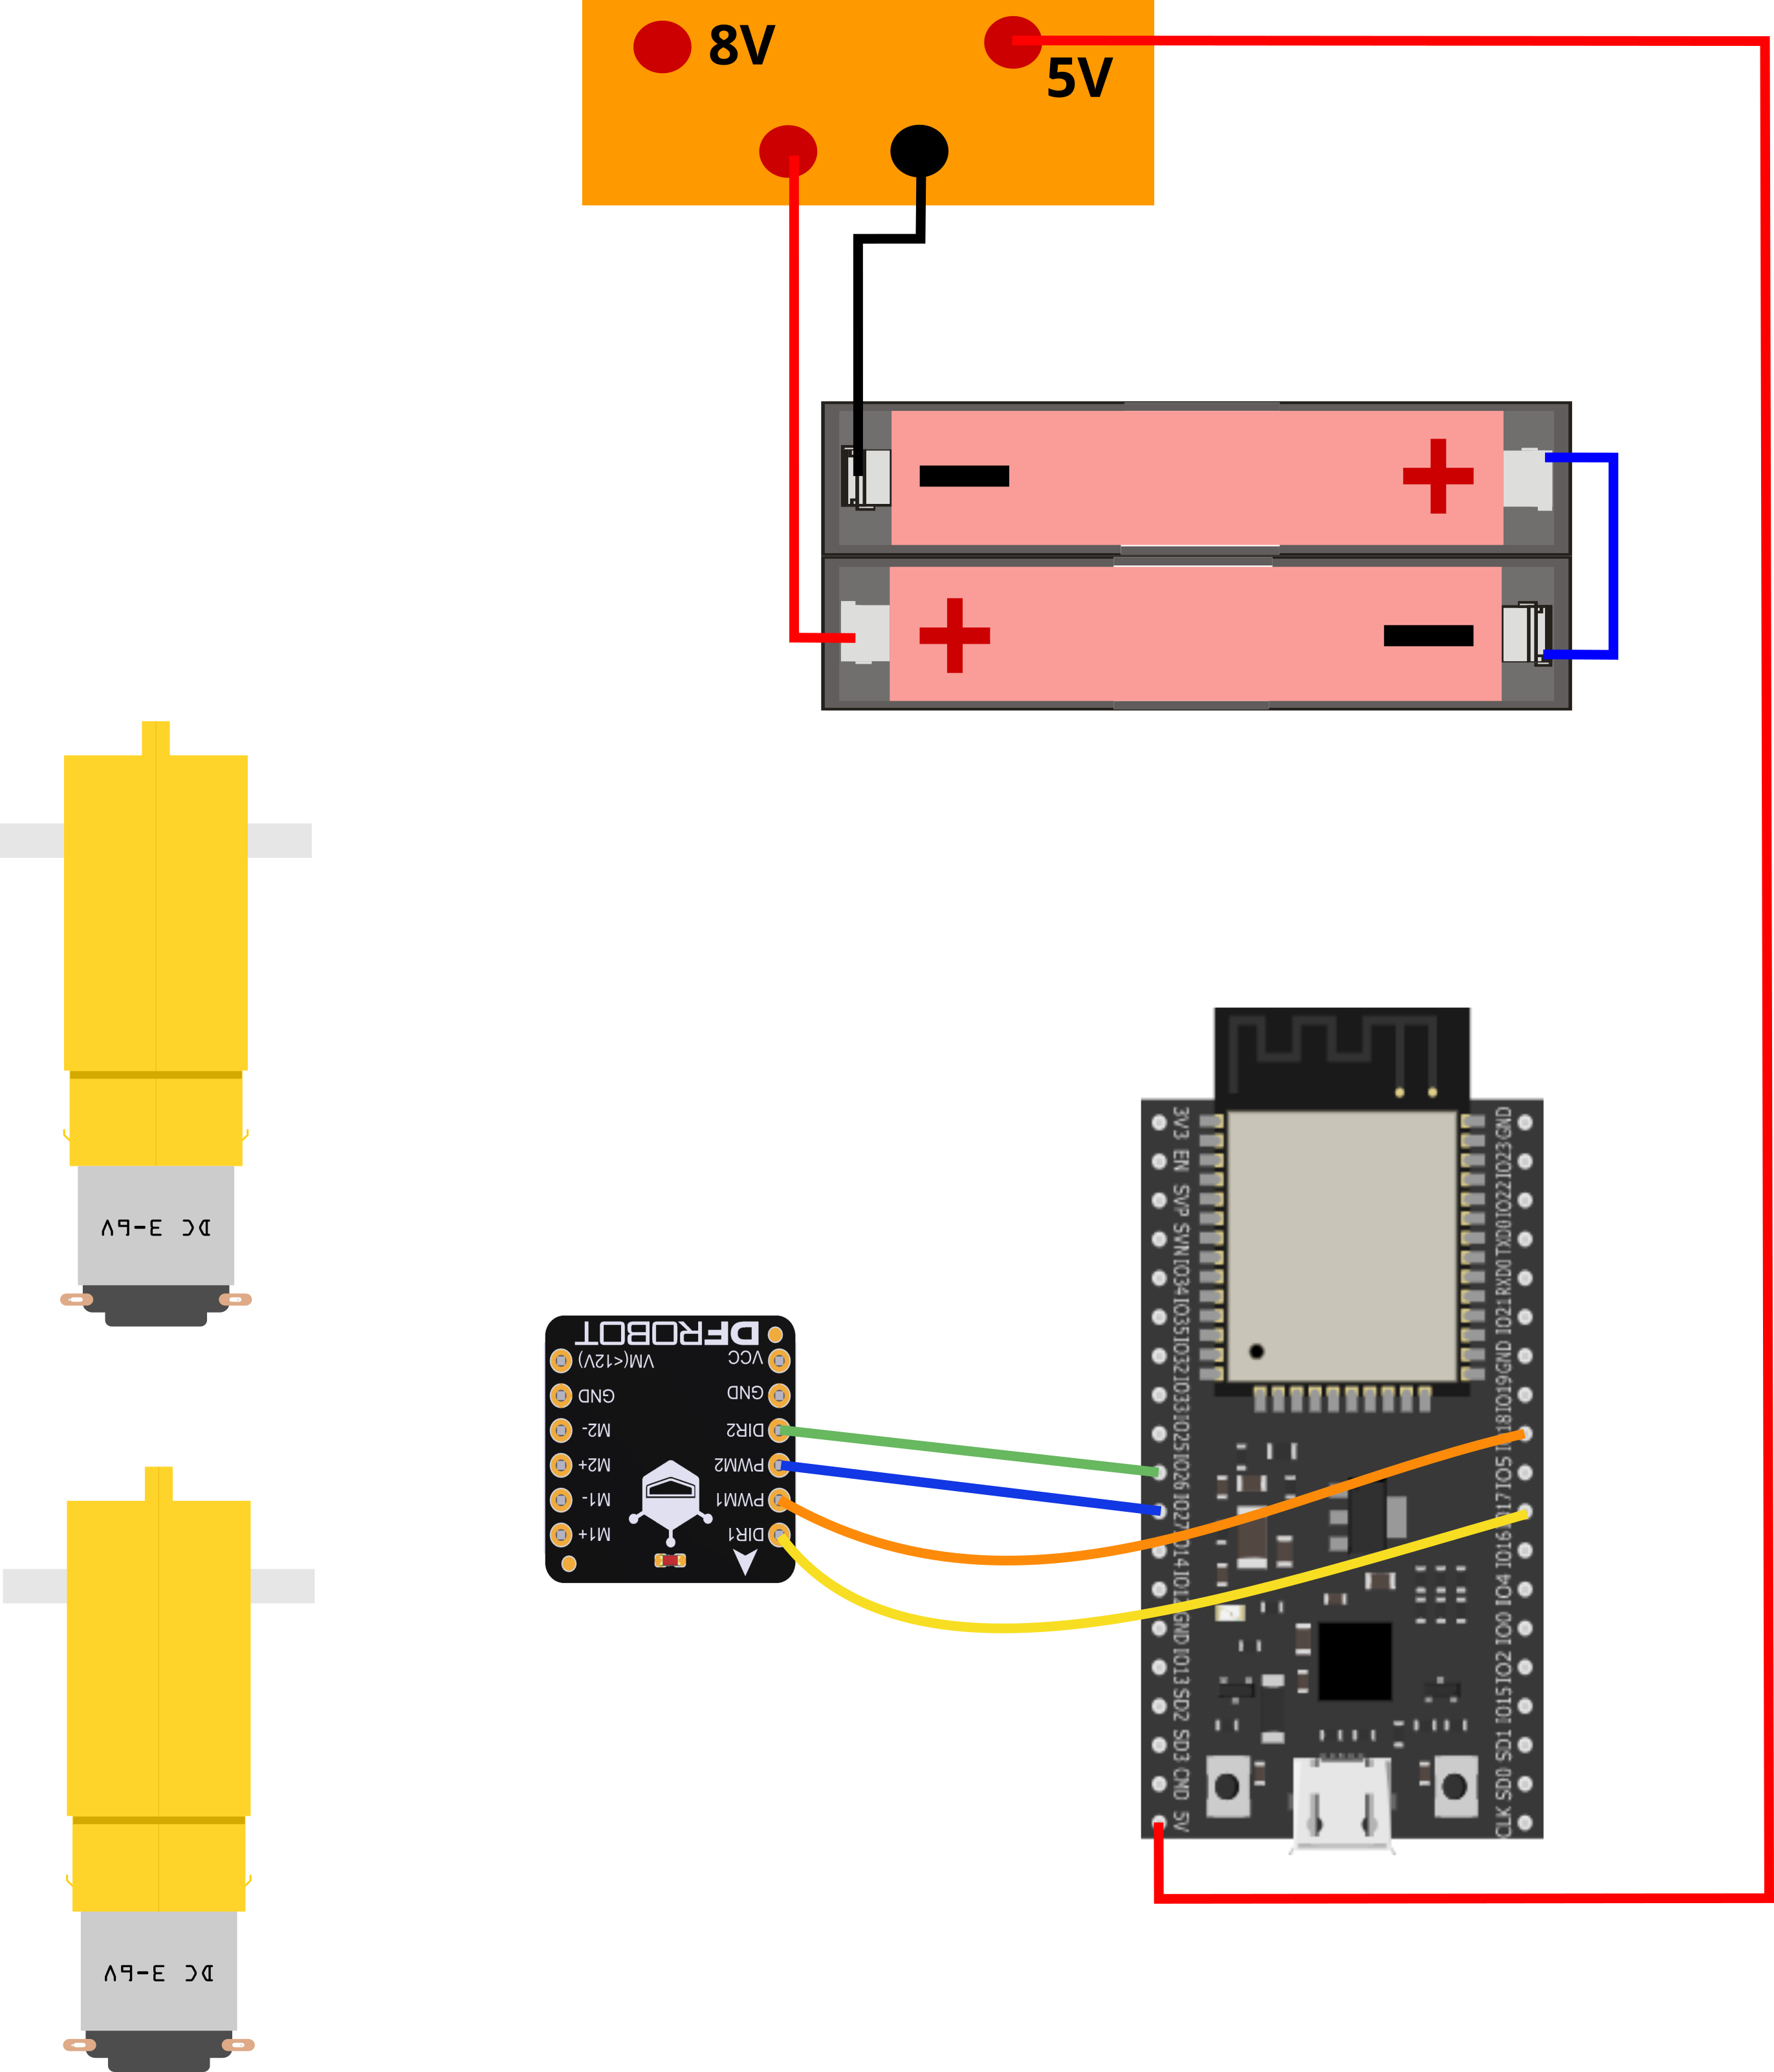 8V
5V
DC 3-6V
DC 3-6V
DFROBOT
VM(<12V)
GND
M2-
M2+
M1-
M1+
VCC
GND
DIR2
PWM2
PWM1
DIR1
3V3
EN
SVP
SVN
IO34
IO35
IO32
IO33
IO25
IO26
IO27
IO14
IO12
GND
IO13
SD2
SD3
CMD
5V
GND
IO23
IO22
TXD0
RXD0
IO21
GND
IO19
IO18
IO5
IO17
IO16
IO4
IO0
IO2
IO15
SD1
SD0
CLK